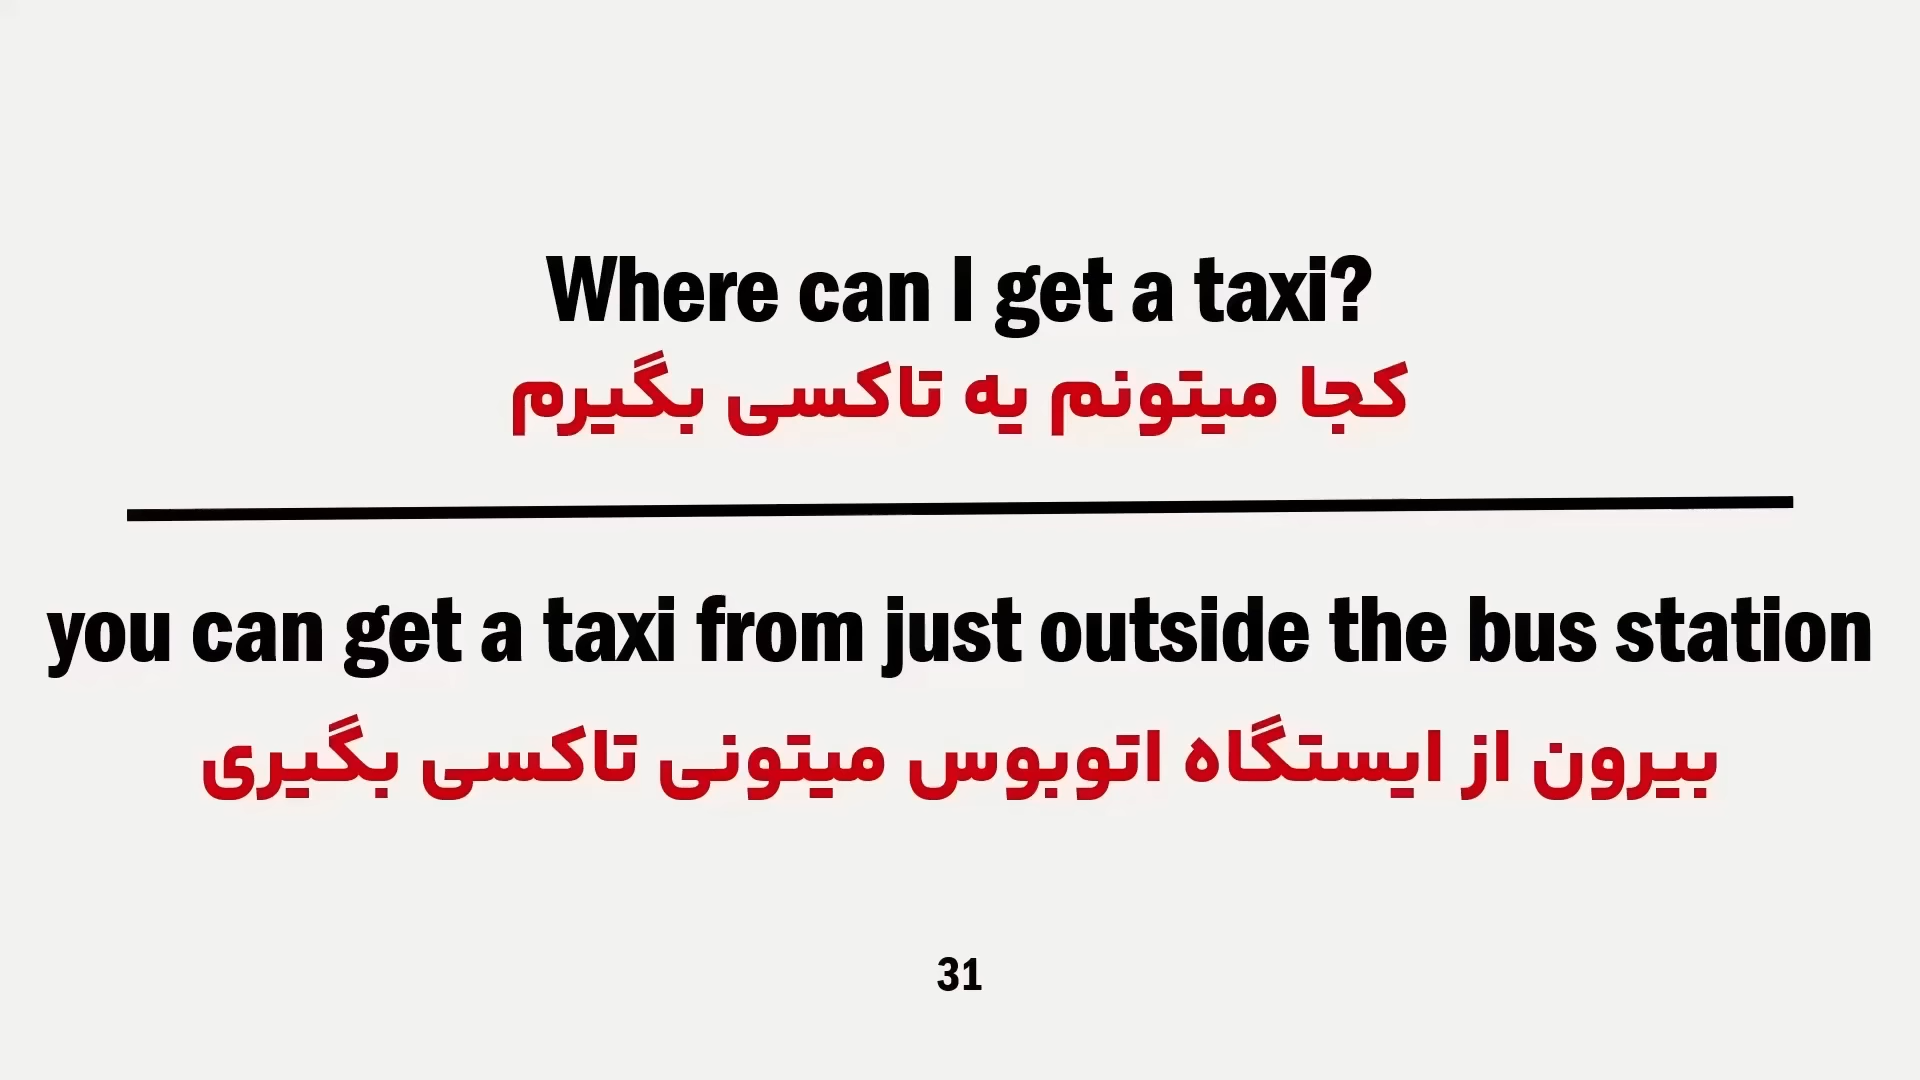 Where can I get a taxi?
کجا میتونم یه تاکسی بگیرم
you can get a taxi from just outside the bus station
بیرون از ایستگاه اتوبوس میتونی تاکسی بگیری
31